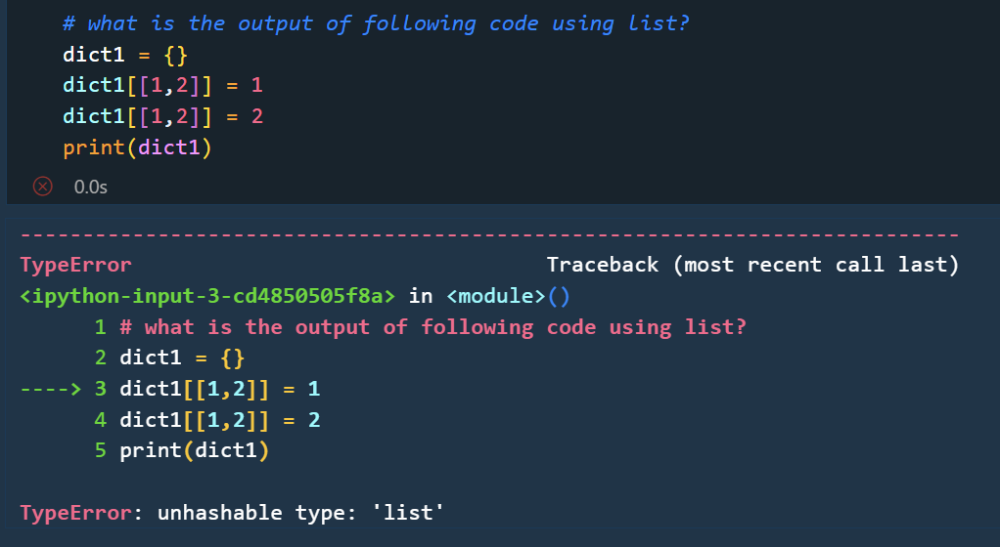 # what is the output of following code using list?
dict1 = {}
dict1[[1,2]] = 1
dict1[[1,2]] = 2
print(dict1)
0.0s
---------------------------------------------------------------------------
TypeError                                 Traceback (most recent call last)
<ipython-input-3-cd4850505f8a> in <module>()
      1 # what is the output of following code using list?
      2 dict1 = {}
----> 3 dict1[[1,2]] = 1
      4 dict1[[1,2]] = 2
      5 print(dict1)
TypeError: unhashable type: 'list'